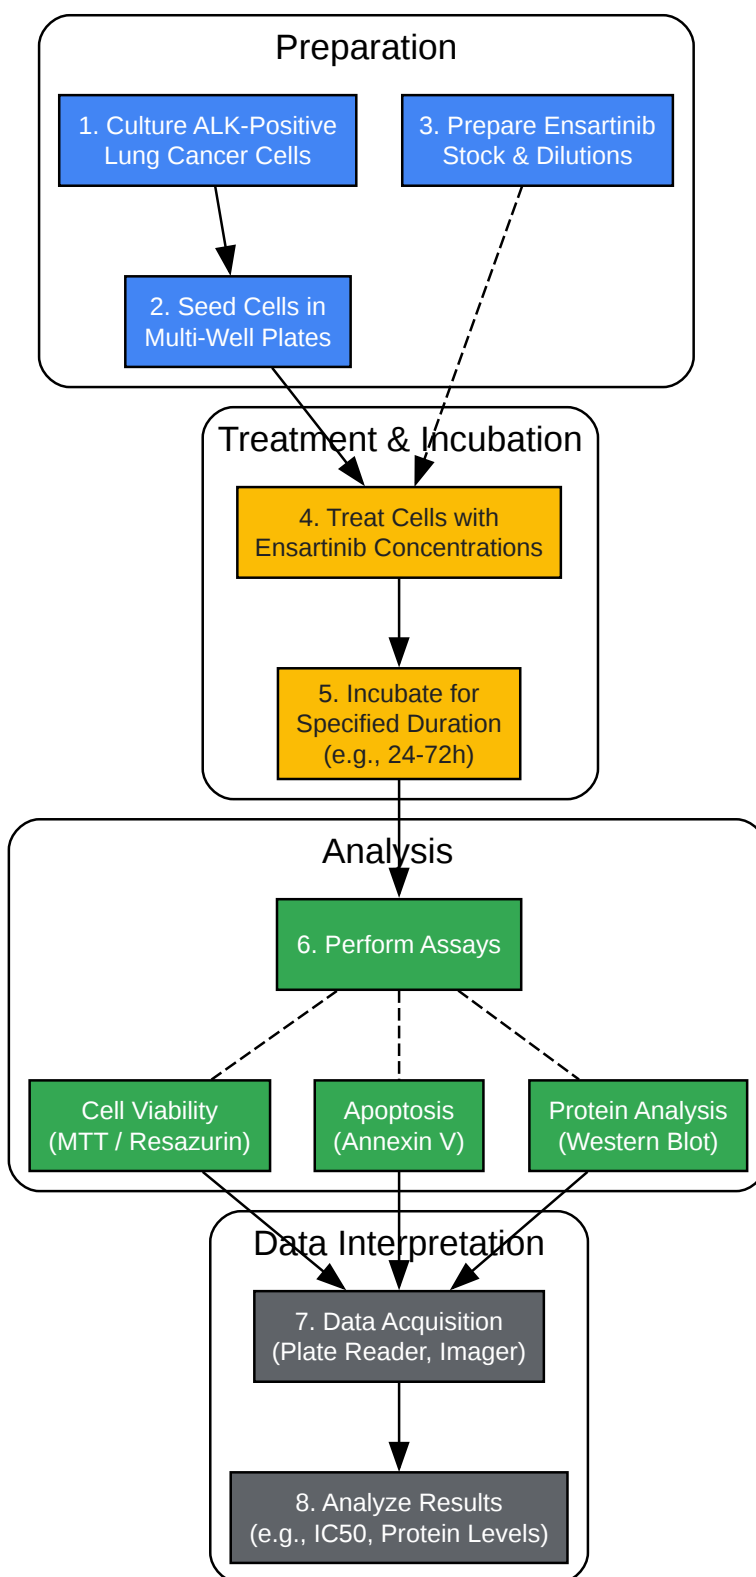 Preparation
1. Culture ALK-Positive
Lung Cancer Cells
3. Prepare Ensartinib
Stock & Dilutions
2. Seed Cells in
Multi-Well Plates
Treatment & Incubation
4. Treat Cells with
Ensartinib Concentrations
5. Incubate for
Specified Duration
(e.g., 24-72h)
Analysis
6. Perform Assays
Cell Viability
(MTT / Resazurin)
Apoptosis
(Annexin V)
Protein Analysis
(Western Blot)
Data Interpretation
7. Data Acquisition
(Plate Reader, Imager)
8. Analyze Results
(e.g., IC50, Protein Levels)